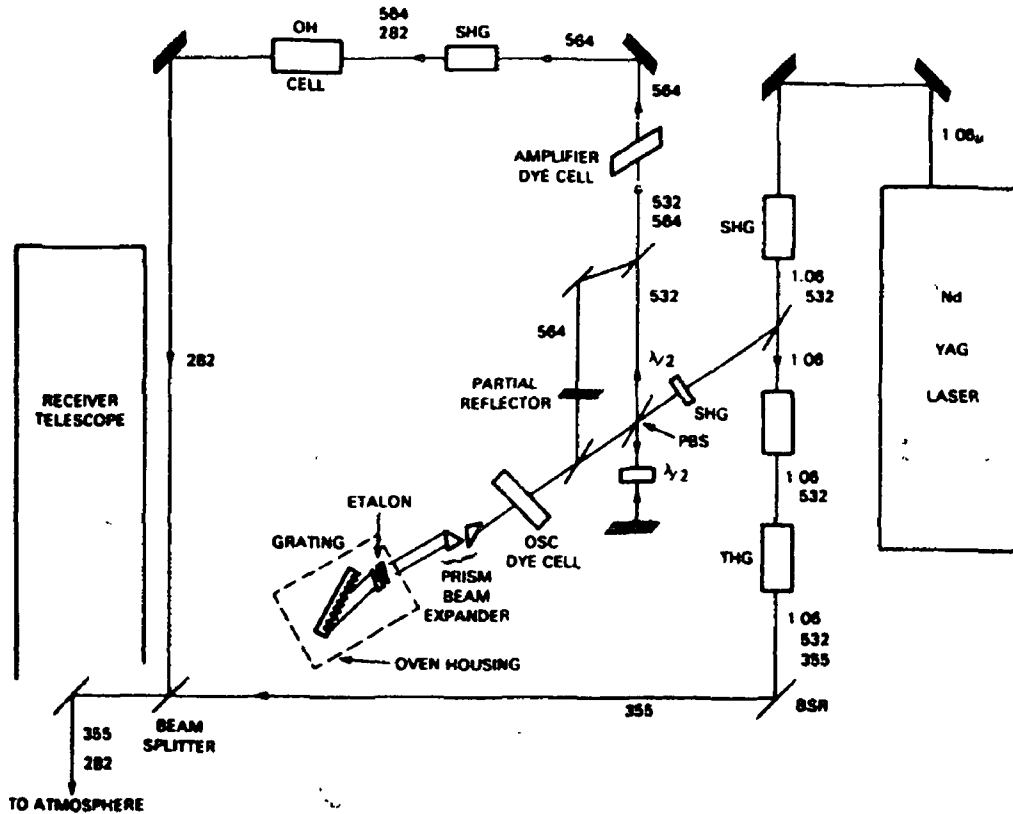 584
282
OH
CELL
SHG
564
564
AMPLIFIER
DYE CELL
1 06μ
532
564
SHG
1.06
532
Nd
YAG
LASER
532
564
λ/2
1 06
282
PARTIAL
REFLECTOR
SHG
PBS
RECEIVER
TELESCOPE
λ/2
1 06
532
ETALON
GRATING
OSC
DYE CELL
PRISM
BEAM
EXPANDER
THG
OVEN HOUSING
1 06
532
355
355
BSR
BEAM
SPLITTER
355
282
TO ATMOSPHERE